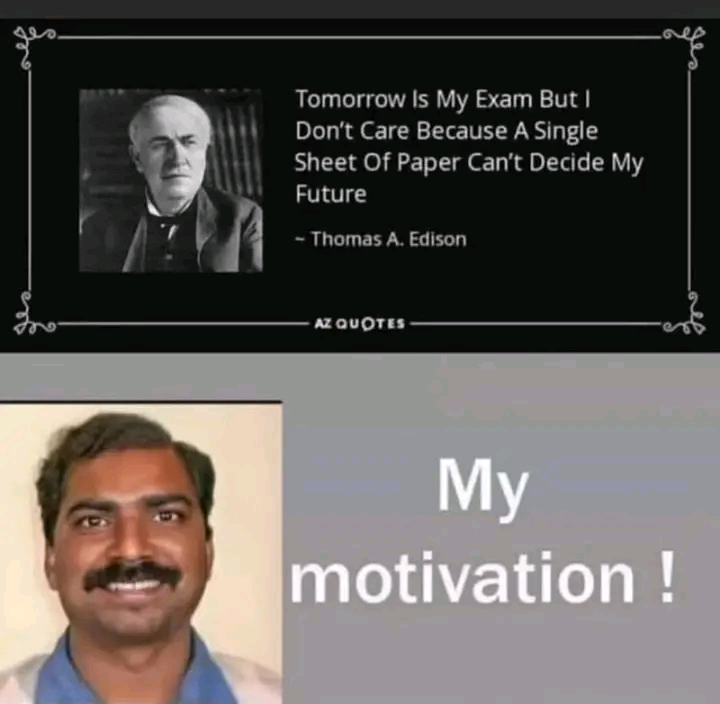 Tomorrow Is My Exam But I
Don't Care Because A Single
Sheet Of Paper Can't Decide My
Future
~ Thomas A. Edison
AZ QUOTES
My
motivation !